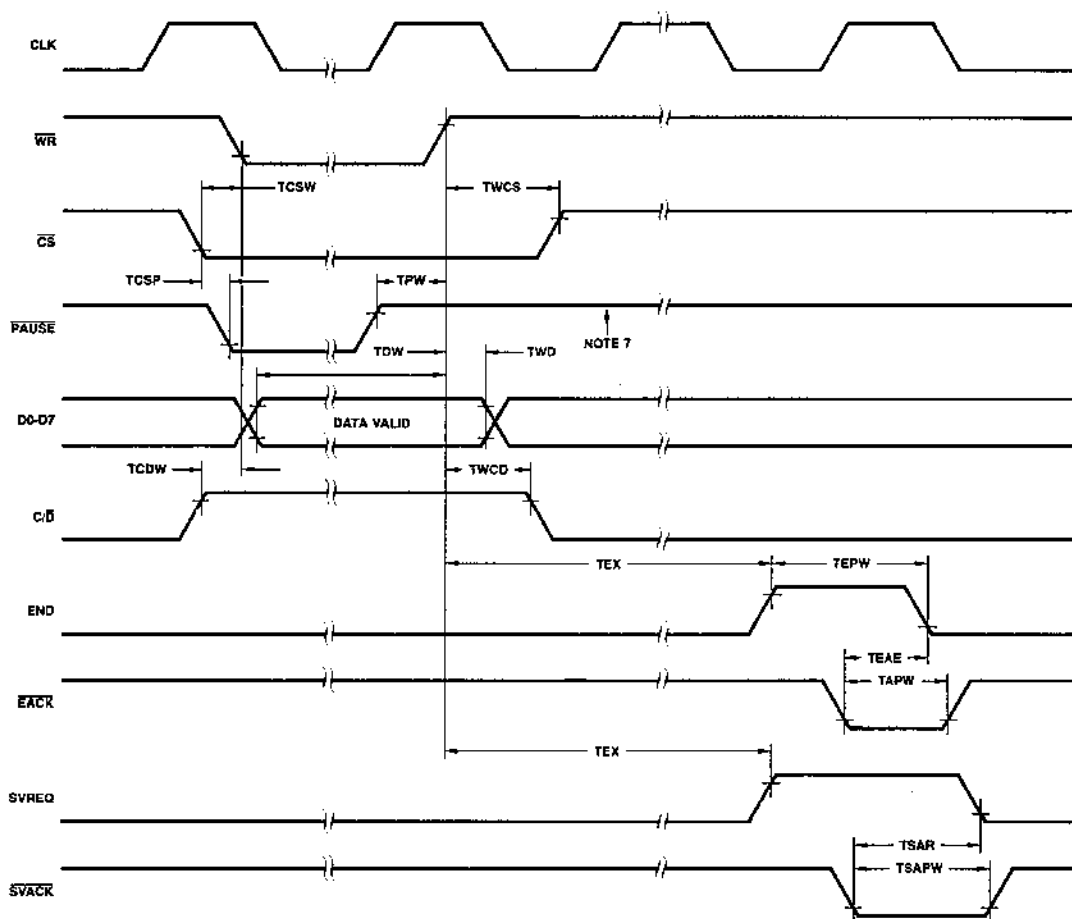 CLK
WR
TCSW
TWCS
CS
TCSP
TPW
PAUSE
NOTE 7
TDW
TWD
D0-D7
DATA VALID
TCDW
TWCD
C/D
TEX
TEPW
END
TEAE
TAPW
EACK
TEX
SVREQ
TSAR
TSAPW
SVACK